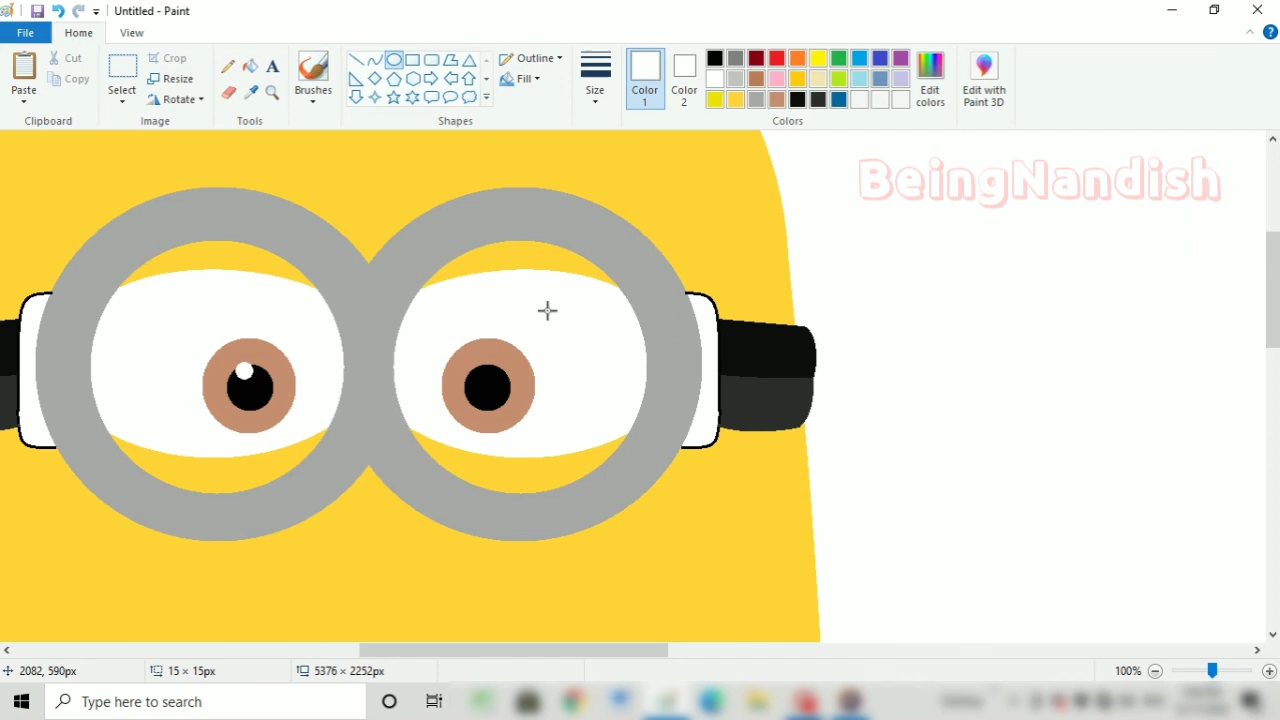 Untitled - Paint
File Home View
Paste
Cut
Copy
Clipboard
Select
Crop
Resize
Rotate
Image
A
Tools
Brushes
Outline
Fill
Shapes
Size
Color 1
Color 2
Edit colors
Colors
Edit with Paint 3D
BeingNandish
2082, 590px 15 × 15px 5376 × 2252px 100%
Type here to search